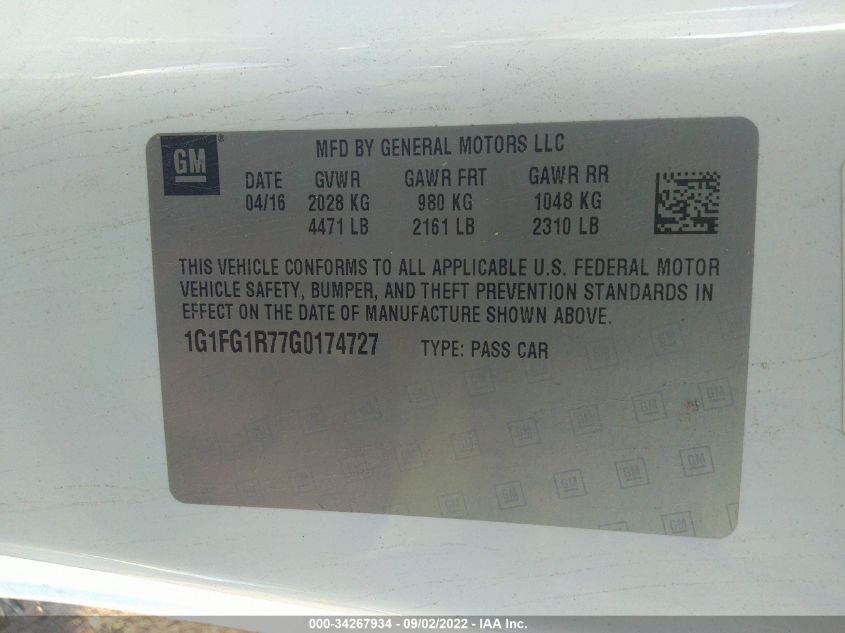 GM®
MFD BY GENERAL MOTORS LLC
DATE GVWR GAWR FRT GAWR RR
04/16 2028 KG 980 KG 1048 KG
4471 LB 2161 LB 2310 LB
THIS VEHICLE CONFORMS TO ALL APPLICABLE U.S. FEDERAL MOTOR
VEHICLE SAFETY, BUMPER, AND THEFT PREVENTION STANDARDS IN
EFFECT ON THE DATE OF MANUFACTURE SHOWN ABOVE.
1G1FG1R77G0174727 TYPE: PASS CAR
000-34267934 - 09/02/2022 - IAA Inc.